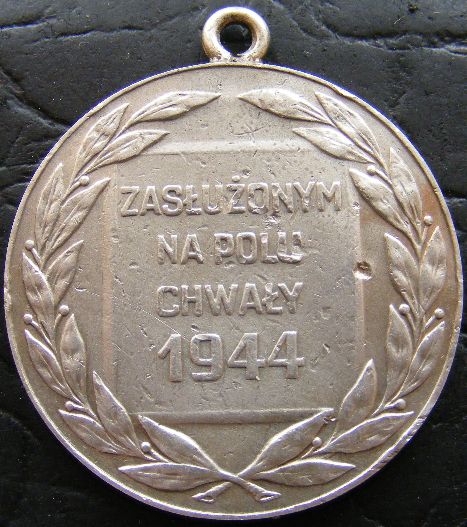 ZASŁUŻONYM
NA POLU
CHWAŁY
1944